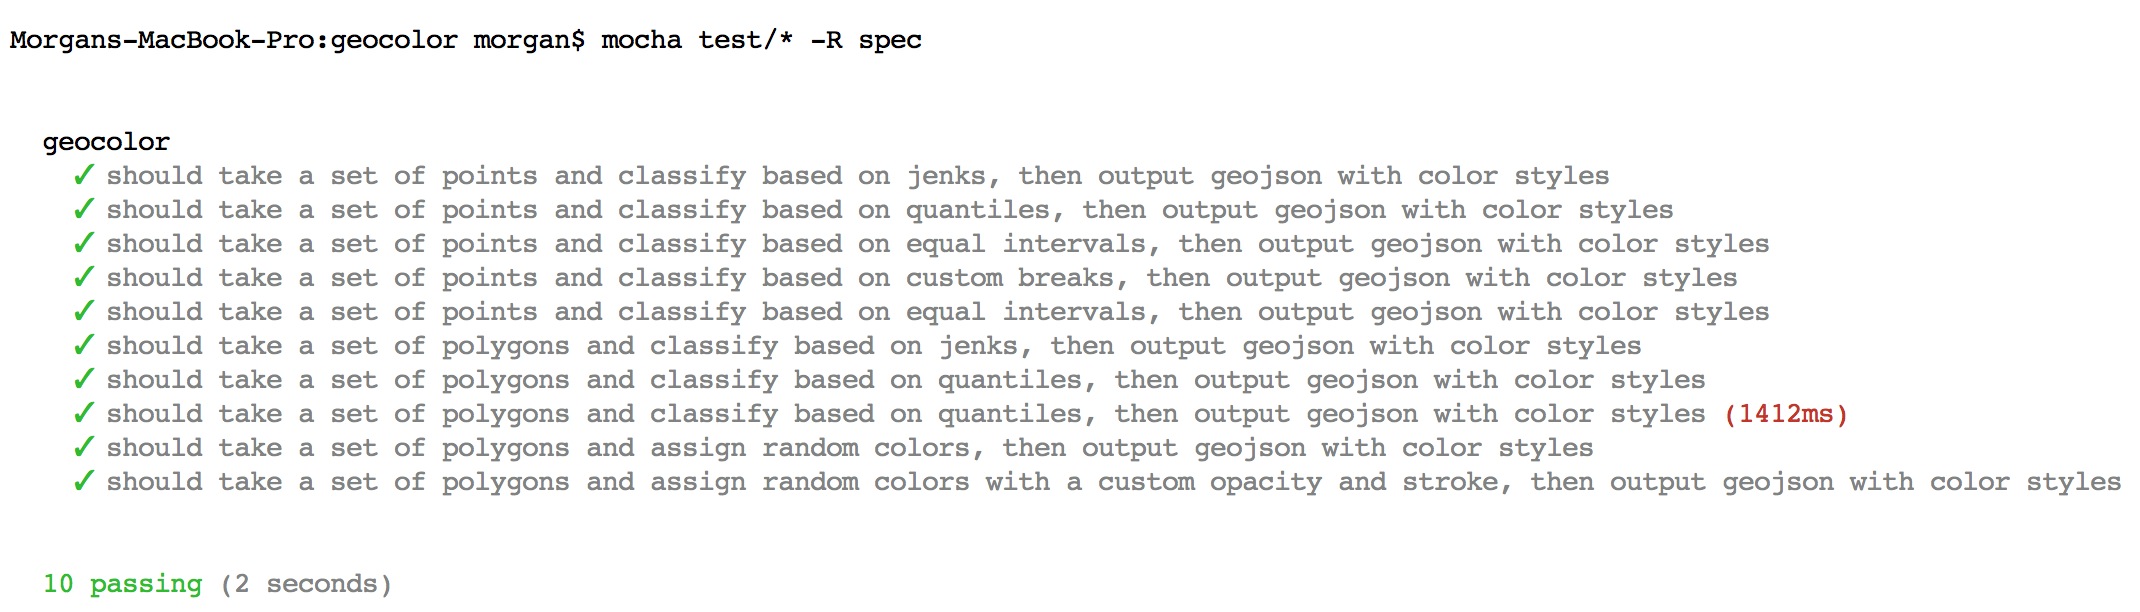 Morgans-MacBook-Pro:geocolor morgan$ mocha test/* -R spec
geocolor
✓ should take a set of points and classify based on jenks, then output geojson with color styles
✓ should take a set of points and classify based on quantiles, then output geojson with color styles
✓ should take a set of points and classify based on equal intervals, then output geojson with color styles
✓ should take a set of points and classify based on custom breaks, then output geojson with color styles
✓ should take a set of points and classify based on equal intervals, then output geojson with color styles
✓ should take a set of polygons and classify based on jenks, then output geojson with color styles
✓ should take a set of polygons and classify based on quantiles, then output geojson with color styles
✓ should take a set of polygons and classify based on quantiles, then output geojson with color styles (1412ms)
✓ should take a set of polygons and assign random colors, then output geojson with color styles
✓ should take a set of polygons and assign random colors with a custom opacity and stroke, then output geojson with color styles
10 passing (2 seconds)